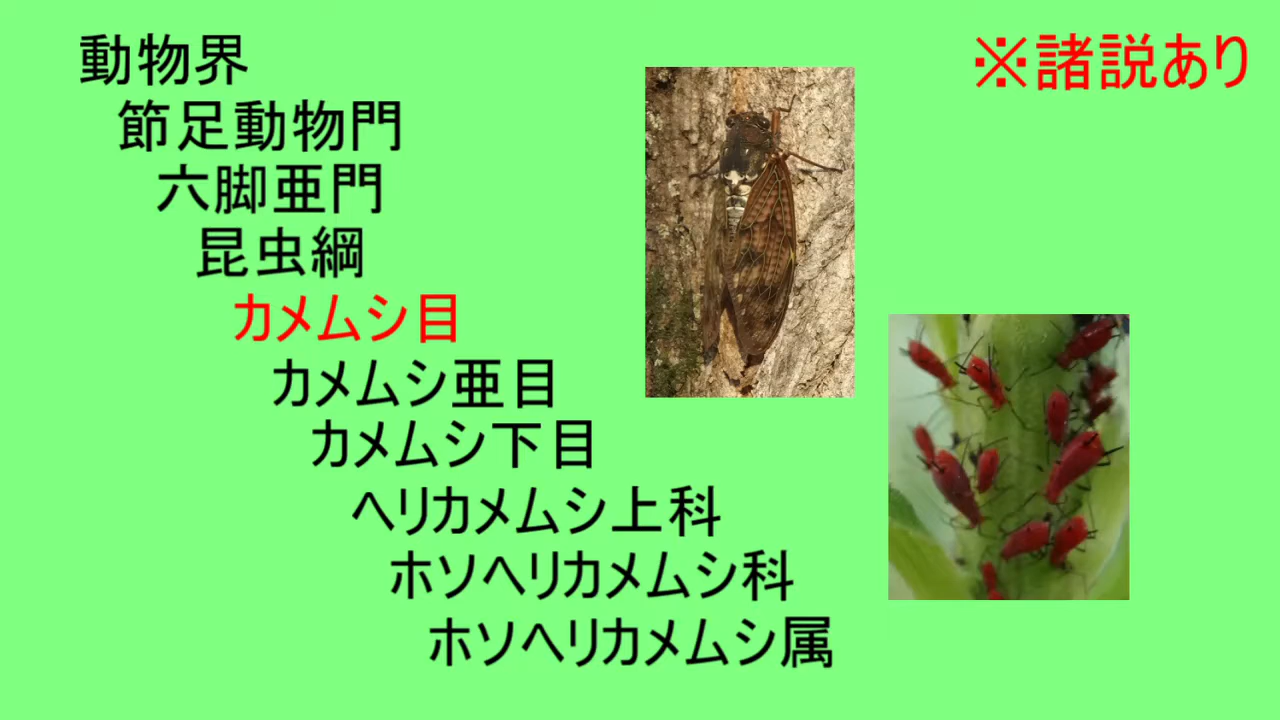 動物界
※諸説あり
節足動物門
六脚亜門
昆虫綱
カメムシ目
カメムシ亜目
カメムシ下目
ヘリカメムシ上科
ホソヘリカメムシ科
ホソヘリカメムシ属